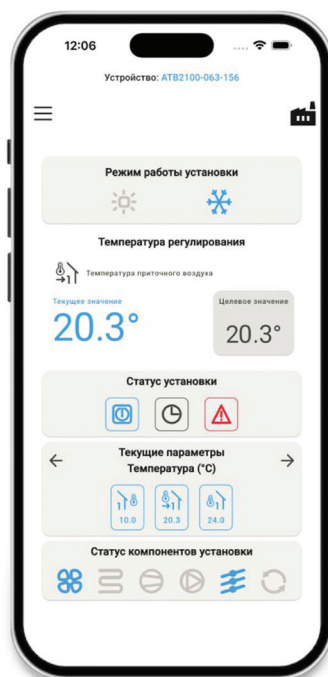 12:06
Устройство: ATB2100-063-156
Режим работы установки
Температура регулирования
Температура приточного воздуха
Текущее значение
20.3°
Целевое значение
20.3°
Статус установки
Текущие параметры
Температура (°C)
10.0
20.3
24.0
Статус компонентов установки